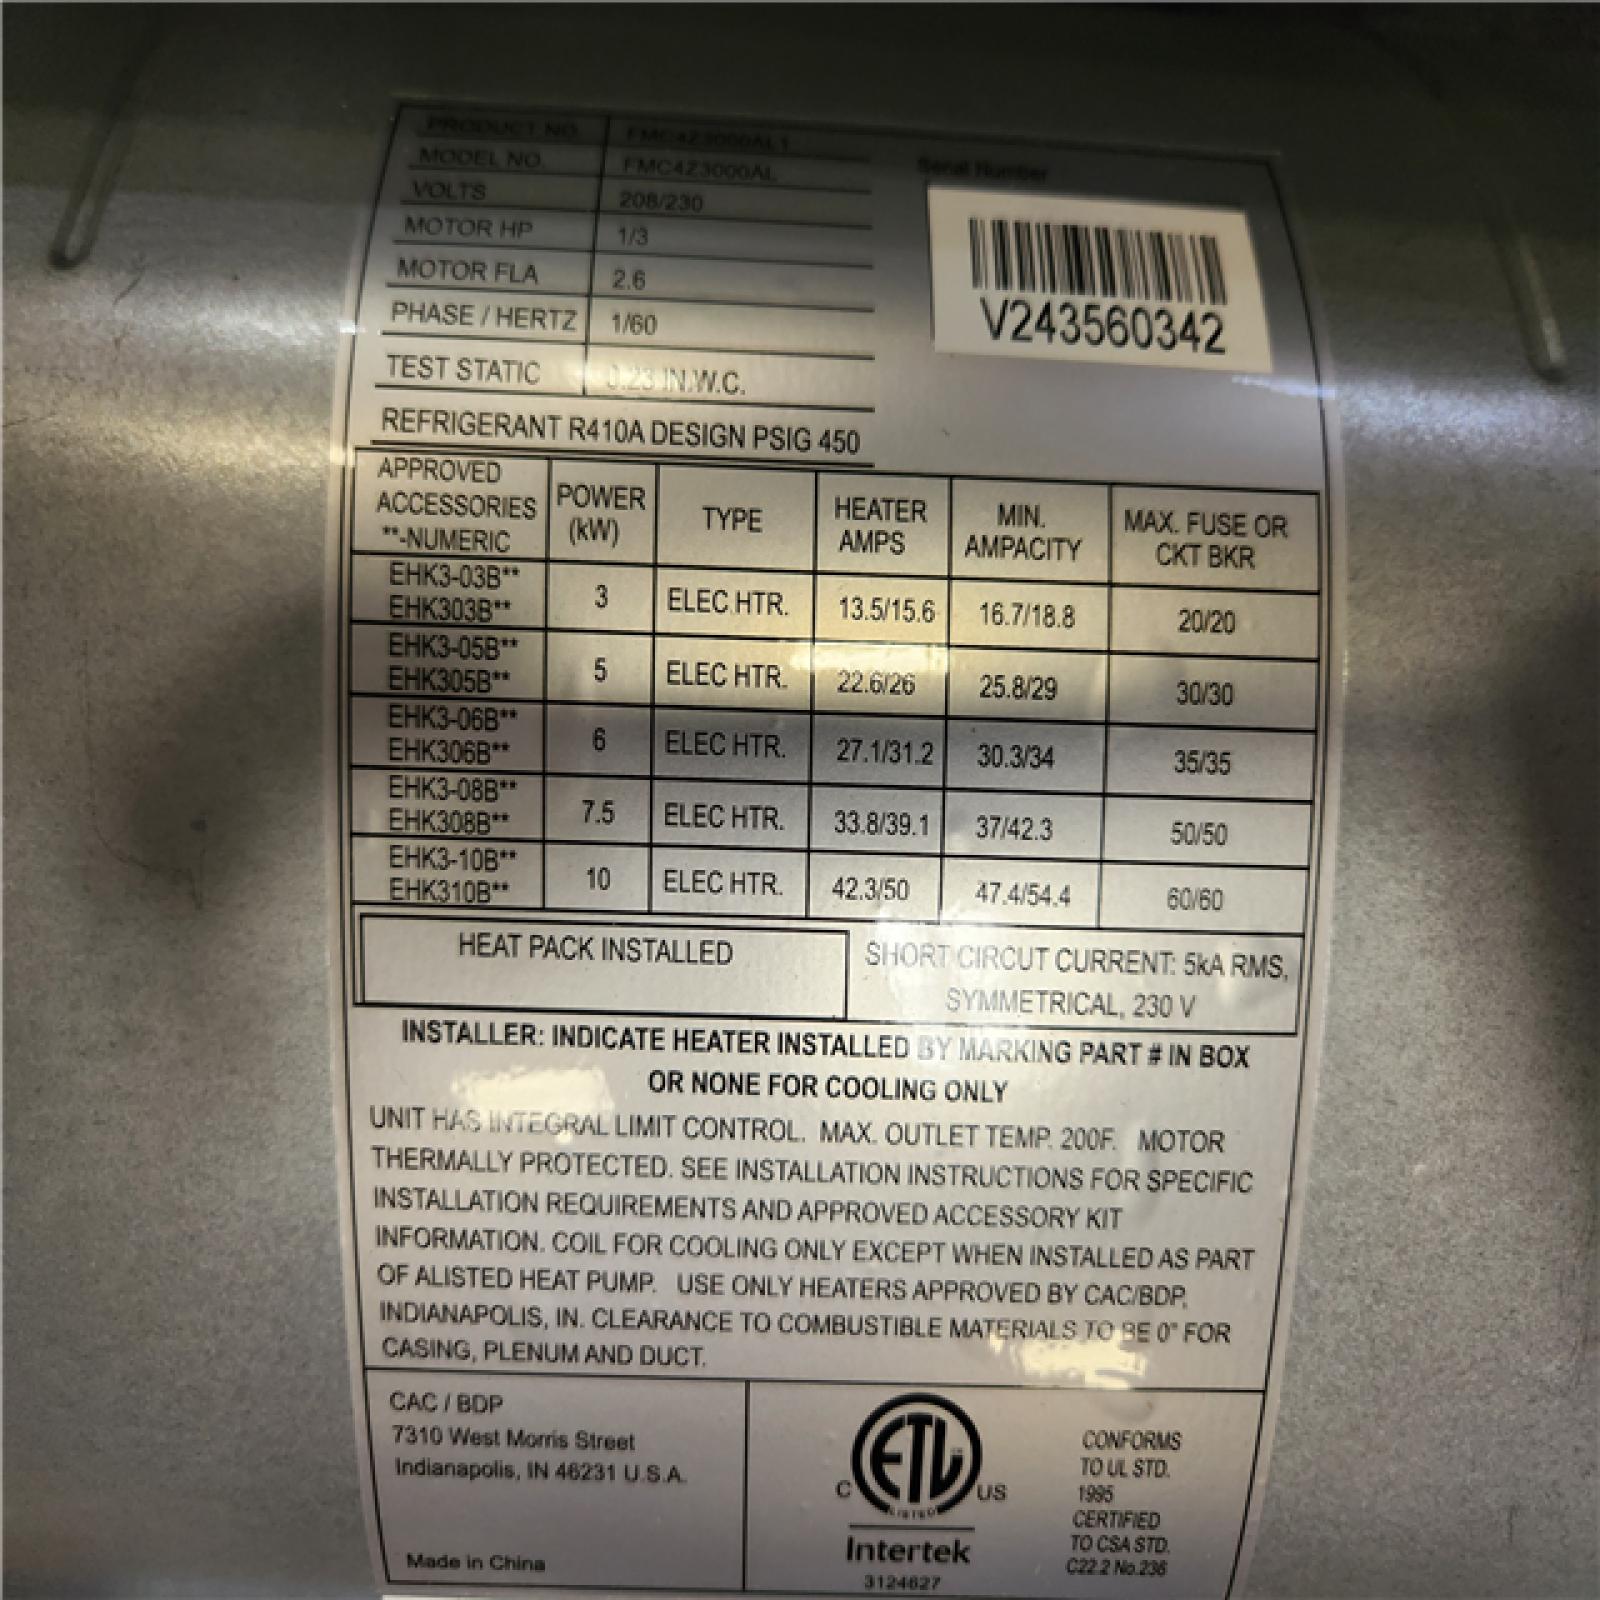 PRODUCT NO. FMC4Z3000AL1
MODEL NO. FMC4Z3000AL
Serial Number
VOLTS 208/230
MOTOR HP 1/3
MOTOR FLA 2.6
PHASE / HERTZ 1/60
V243560342
TEST STATIC 0.23 IN.W.C.
REFRIGERANT R410A DESIGN PSIG 450
APPROVED ACCESSORIES **-NUMERIC POWER (kW) TYPE HEATER AMPS MIN. AMPACITY MAX. FUSE OR CKT BKR
EHK3-03B**
EHK303B** 3 ELEC HTR. 13.5/15.6 16.7/18.8 20/20
EHK3-05B**
EHK305B** 5 ELEC HTR. 22.6/26 25.8/29 30/30
EHK3-06B**
EHK306B** 6 ELEC HTR. 27.1/31.2 30.3/34 35/35
EHK3-08B**
EHK308B** 7.5 ELEC HTR. 33.8/39.1 37/42.3 50/50
EHK3-10B**
EHK310B** 10 ELEC HTR. 42.3/50 47.4/54.4 60/60
HEAT PACK INSTALLED
SHORT CIRCUT CURRENT: 5kA RMS,
SYMMETRICAL, 230 V
INSTALLER: INDICATE HEATER INSTALLED BY MARKING PART # IN BOX
OR NONE FOR COOLING ONLY
UNIT HAS INTEGRAL LIMIT CONTROL. MAX. OUTLET TEMP. 200F. MOTOR
THERMALLY PROTECTED. SEE INSTALLATION INSTRUCTIONS FOR SPECIFIC
INSTALLATION REQUIREMENTS AND APPROVED ACCESSORY KIT
INFORMATION. COIL FOR COOLING ONLY EXCEPT WHEN INSTALLED AS PART
OF ALISTED HEAT PUMP. USE ONLY HEATERS APPROVED BY CAC/BDP,
INDIANAPOLIS, IN. CLEARANCE TO COMBUSTIBLE MATERIALS TO BE 0" FOR
CASING, PLENUM AND DUCT.
CAC / BDP
7310 West Morris Street
Indianapolis, IN 46231 U.S.A.
Made in China
C ETL US
LISTED
Intertek
3124627
CONFORMS
TO UL STD.
1995
CERTIFIED
TO CSA STD.
C22.2 No.236